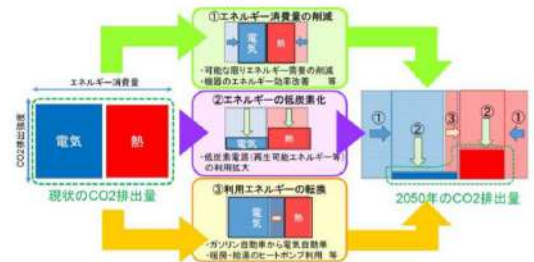 ①エネルギー消費量の削減
電気
熱
・可能な限りエネルギー需要の削減
・機器のエネルギー効率改善 等
エネルギー消費量
CO2排出強度
電気
熱
現状のCO2排出量
②エネルギーの低炭素化
電気
熱
・低炭素電源(再生可能エネルギー等)
の利用拡大
①
②
③
②
①
2050年のCO2排出量
③利用エネルギーの転換
電気
熱
・ガソリン自動車から電気自動車
・暖房・給湯のヒートポンプ利用 等